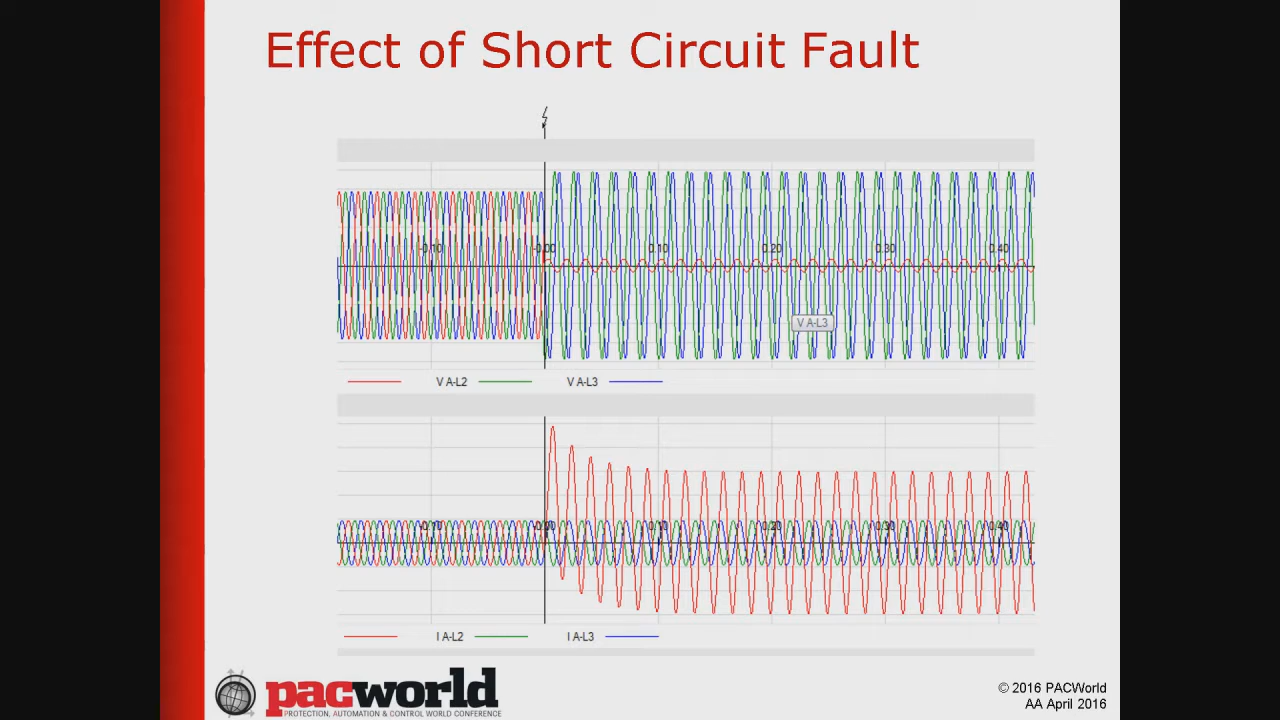 Effect of Short Circuit Fault
-0.10 -0.00 0.10 0.20 0.30 0.40
V A-L3
V A-L2 V A-L3
-0.10 0.00 0.10 0.20 0.30 0.40
I A-L2 I A-L3
pacworld
PROTECTION, AUTOMATION & CONTROL WORLD CONFERENCE
© 2016 PACWorld
AA April 2016